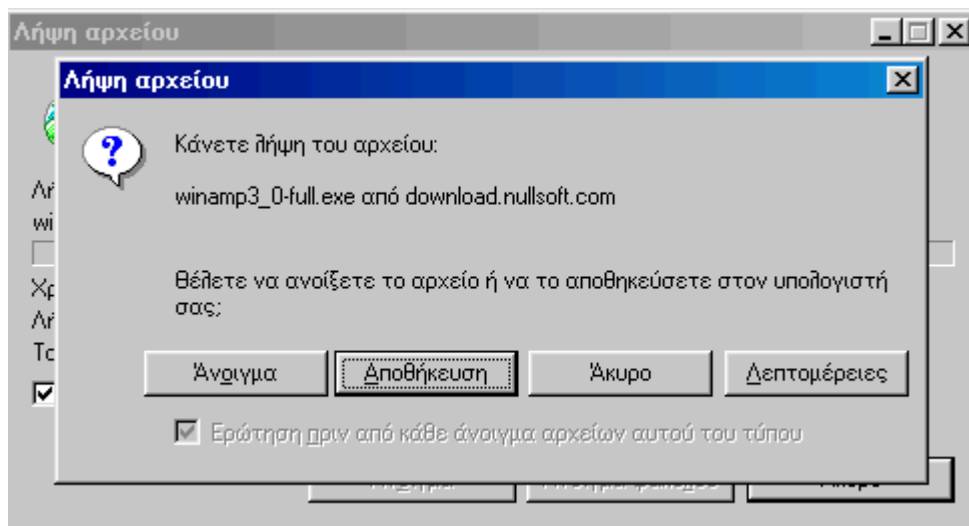 Λήψη αρχείου
Λήψη αρχείου
Κάνετε λήψη του αρχείου:
winamp3_0-full.exe από download.nullsoft.com
Θέλετε να ανοίξετε το αρχείο ή να το αποθηκεύσετε στον υπολογιστή
σας;
Άνοιγμα Αποθήκευση Άκυρο Λεπτομέρειες
Ερώτηση πριν από κάθε άνοιγμα αρχείων αυτού του τύπου